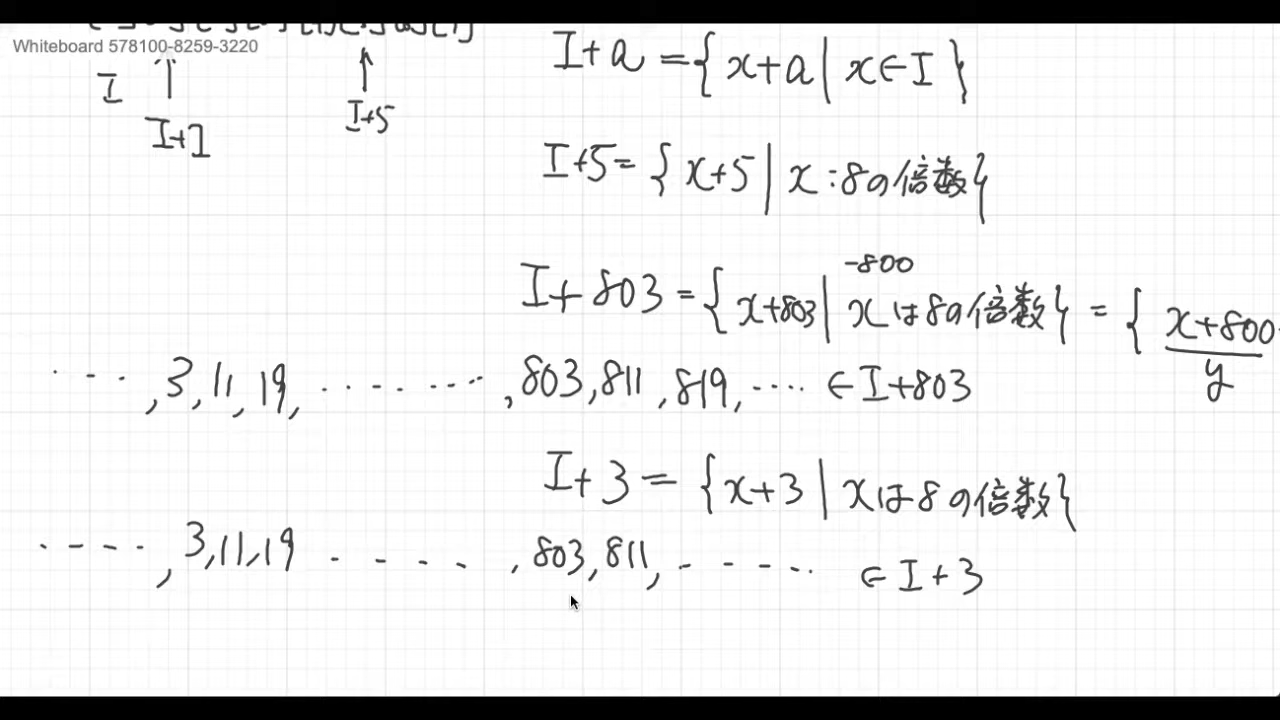 Whiteboard 578100-8259-3220
I
I+1
I+5
I+a={x+a|x∈I}
I+5={x+5|x:8の倍数}
-800
I+803={x+803|xは8の倍数}={x+800
y
..., 3, 11, 19, ........, 803, 811, 819, .... ∈I+803
I+3={x+3|xは8の倍数}
...., 3, 11, 19 ....., 803, 811, ..... ∈I+3